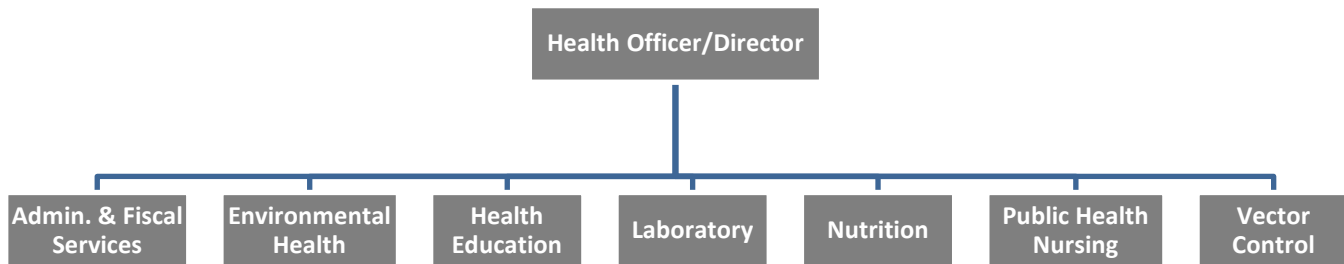 Health Officer/Director
Admin. & Fiscal
Services
Environmental
Health
Health
Education
Laboratory
Nutrition
Public Health
Nursing
Vector
Control